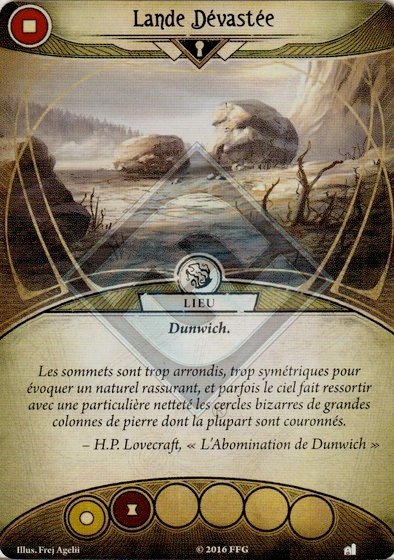 Lande Dévastée
LIEU
Dunwich.
Les sommets sont trop arrondis, trop symétriques pour
évoquer un naturel rassurant, et parfois le ciel fait ressortir
avec une particulière netteté les cercles bizarres de grandes
colonnes de pierre dont la plupart sont couronnés.
– H.P. Lovecraft, « L'Abomination de Dunwich »
Illus. Frej Agelii
© 2016 FFG